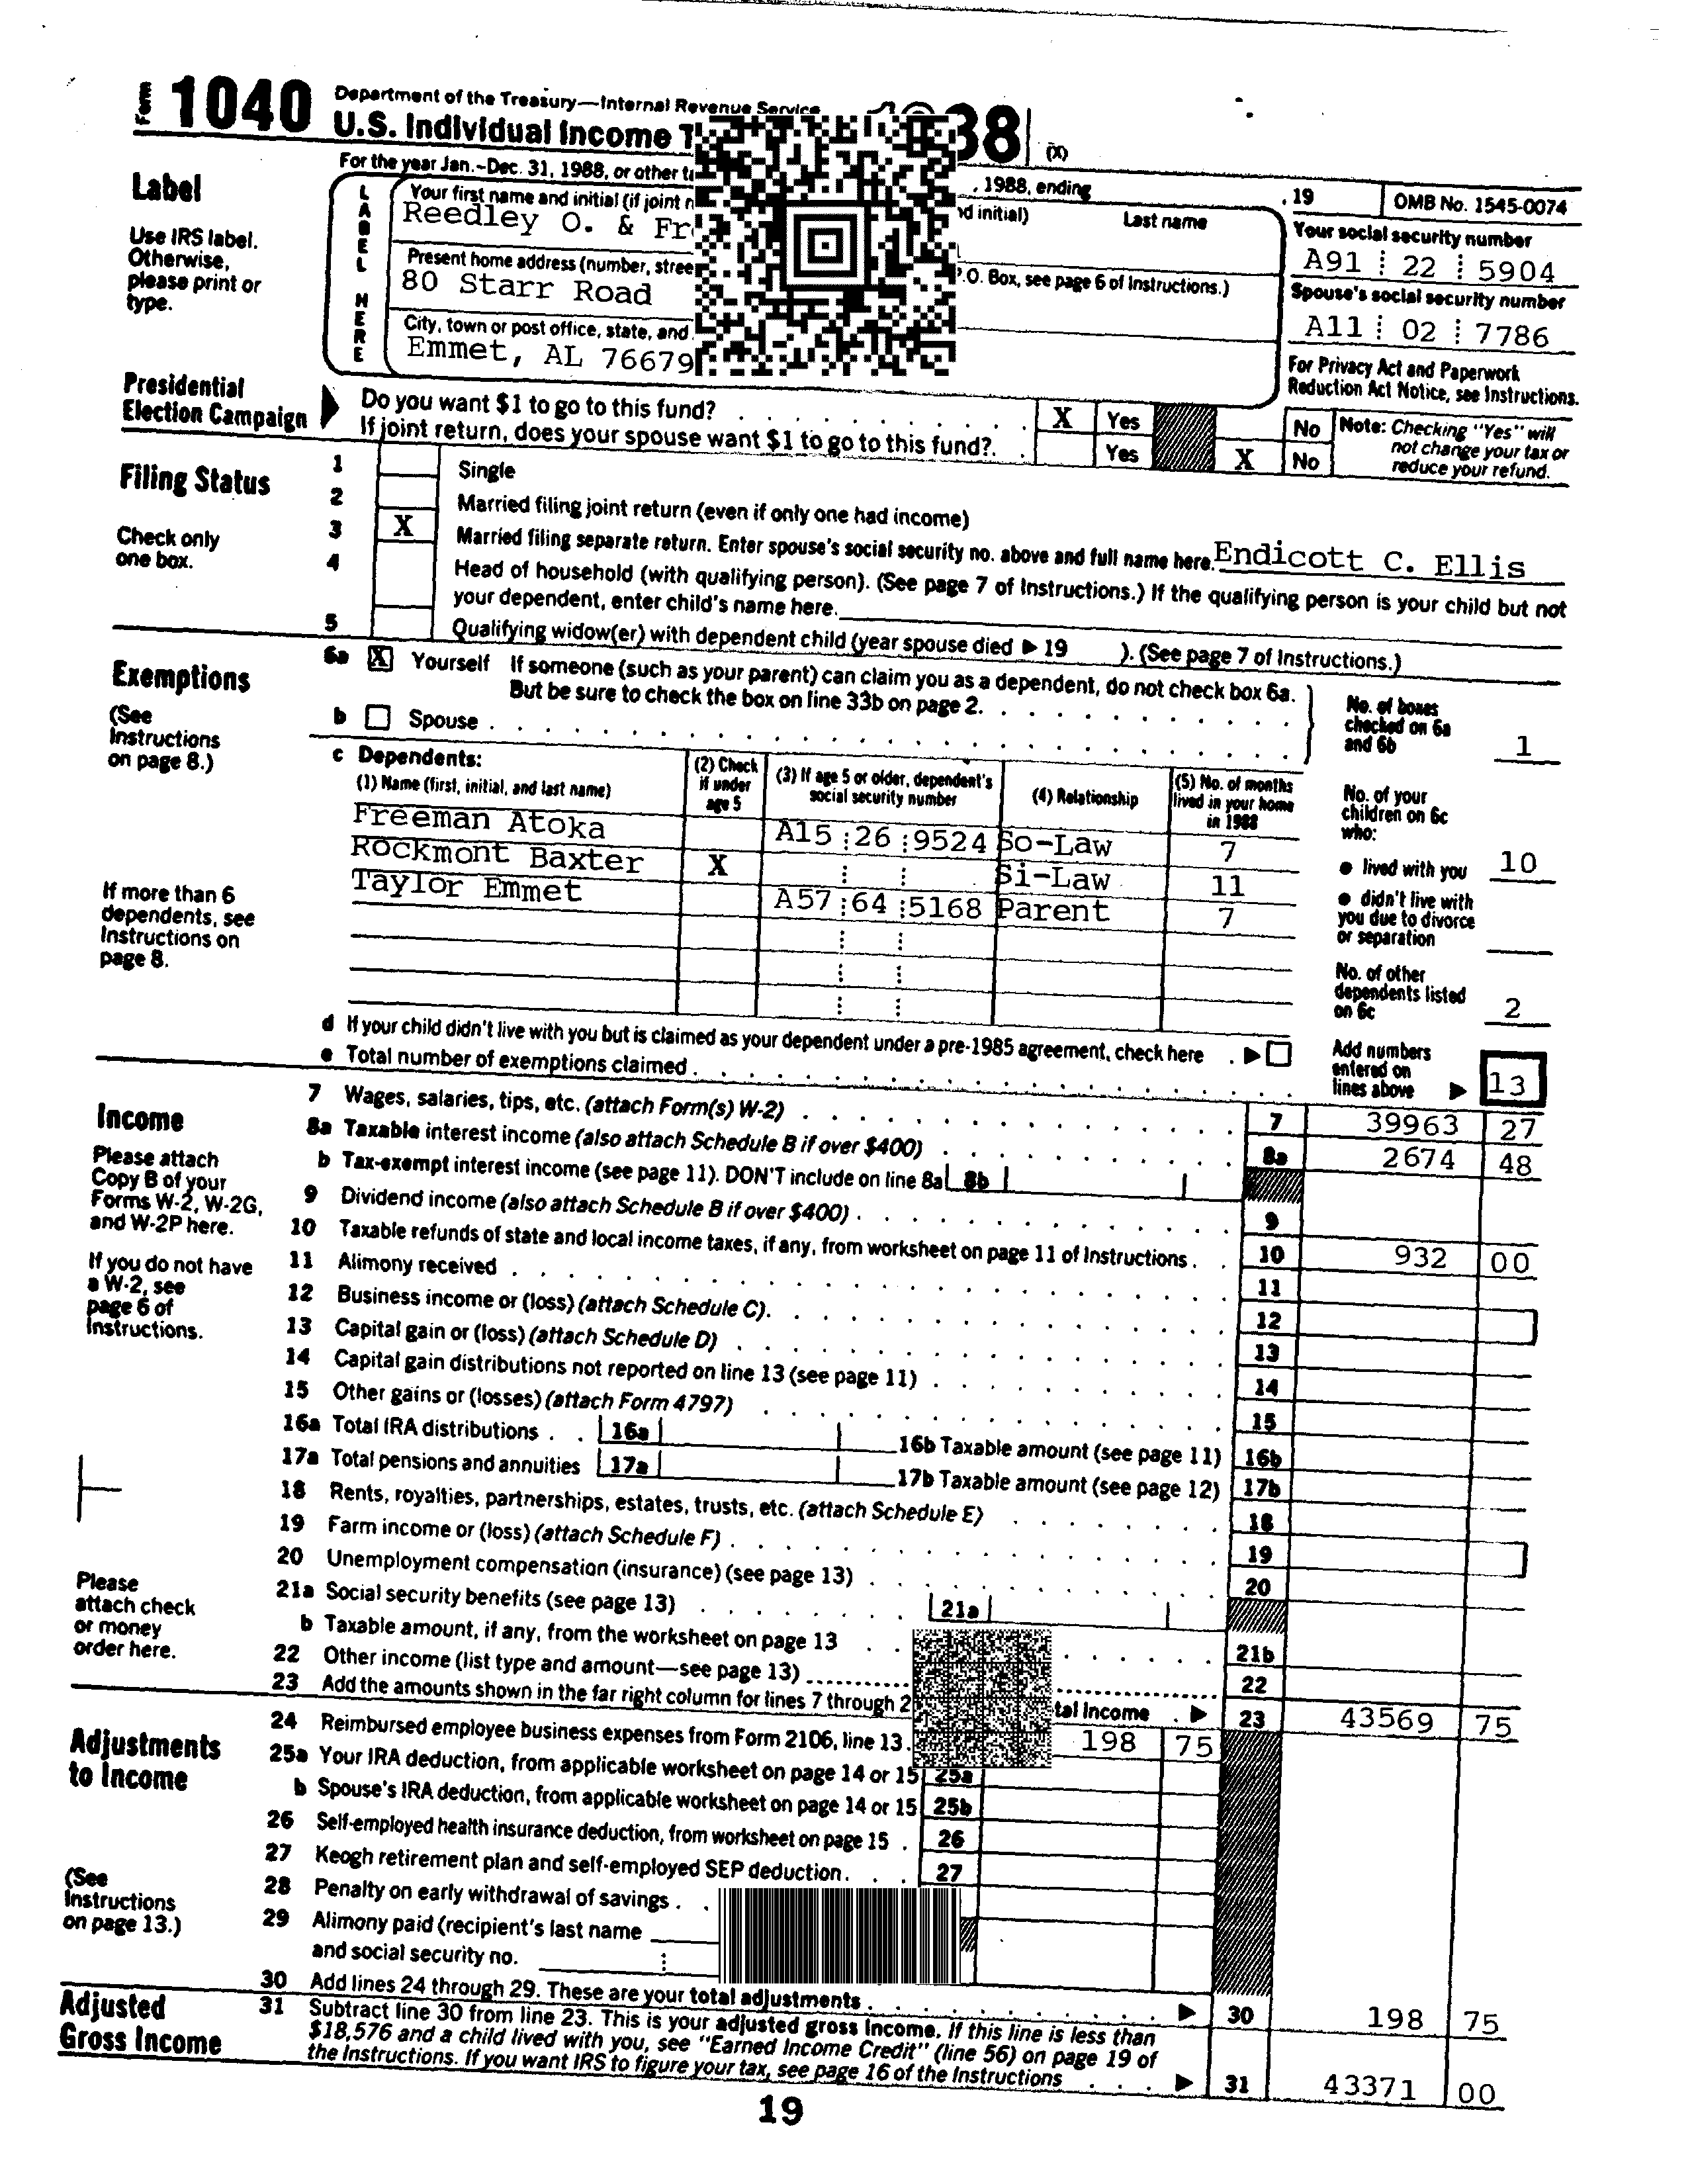 Form 1040 Department of the Treasury—Internal Revenue Service
U.S. Individual Income 88 (X)
For the year Jan.–Dec. 31, 1988, or other , 1988, ending , 19 OMB No. 1545-0074
Label
Use IRS label. Otherwise, please print or type.
LABEL HERE
Your first name and initial (if joint initial) Last name
Reedley O. &
Your social security number
A91 22 5904
Present home address (number, P.O. Box, see page 6 of Instructions.)
80 Starr Road
Spouse's social security number
A11 02 7786
City, town or post office, state, and
Emmet, AL 76679
For Privacy Act and Paperwork Reduction Act Notice, see Instructions.
Presidential Election Campaign
Do you want $1 to go to this fund? X Yes No
If joint return, does your spouse want $1 to go to this fund? Yes X No
Note: Checking "Yes" will not change your tax or reduce your refund.
Filing Status
Check only one box.
1 Single
2 Married filing joint return (even if only one had income)
3 X Married filing separate return. Enter spouse's social security no. above and full name here. Endicott C. Ellis
4 Head of household (with qualifying person). (See page 7 of Instructions.) If the qualifying person is your child but not
your dependent, enter child's name here.
5 Qualifying widow(er) with dependent child (year spouse died ▶ 19 ). (See page 7 of Instructions.)
Exemptions
(See Instructions on page 8.)
6a X Yourself If someone (such as your parent) can claim you as a dependent, do not check box 6a.
But be sure to check the box on line 33b on page 2.
b Spouse
No. of boxes checked on 6a and 6b 1
c Dependents:
(1) Name (first, initial, and last name) (2) Check if under age 5 (3) If age 5 or older, dependent's social security number (4) Relationship (5) No. of months lived in your home in 1988
Freeman Atoka A15 26 9524 So-Law 7
Rockmont Baxter X Si-Law 11
Taylor Emmet A57 64 5168 Parent 7
If more than 6 dependents, see Instructions on page 8.
No. of your children on 6c who:
• lived with you 10
• didn't live with you due to divorce or separation
No. of other dependents listed on 6c 2
d If your child didn't live with you but is claimed as your dependent under a pre-1985 agreement, check here ▶
e Total number of exemptions claimed
Add numbers entered on lines above ▶ 13
Income
Please attach Copy B of your Forms W-2, W-2G, and W-2P here.
If you do not have a W-2, see page 6 of Instructions.
Please attach check or money order here.
7 Wages, salaries, tips, etc. (attach Form(s) W-2) 7 39963 27
8a Taxable interest income (also attach Schedule B if over $400) 8a 2674 48
b Tax-exempt interest income (see page 11). DON'T include on line 8a 8b
9 Dividend income (also attach Schedule B if over $400) 9
10 Taxable refunds of state and local income taxes, if any, from worksheet on page 11 of Instructions 10 932 00
11 Alimony received 11
12 Business income or (loss) (attach Schedule C) 12
13 Capital gain or (loss) (attach Schedule D) 13
14 Capital gain distributions not reported on line 13 (see page 11) 14
15 Other gains or (losses) (attach Form 4797) 15
16a Total IRA distributions 16a 16b Taxable amount (see page 11) 16b
17a Total pensions and annuities 17a 17b Taxable amount (see page 12) 17b
18 Rents, royalties, partnerships, estates, trusts, etc. (attach Schedule E) 18
19 Farm income or (loss) (attach Schedule F) 19
20 Unemployment compensation (insurance) (see page 13) 20
21a Social security benefits (see page 13) 21a
b Taxable amount, if any, from the worksheet on page 13 21b
22 Other income (list type and amount—see page 13) 22
23 Add the amounts shown in the far right column for lines 7 through income ▶ 23 43569 75
Adjustments to Income
(See Instructions on page 13.)
24 Reimbursed employee business expenses from Form 2106, line 13. 198 75
25a Your IRA deduction, from applicable worksheet on page 14 or 15 25a
b Spouse's IRA deduction, from applicable worksheet on page 14 or 15 25b
26 Self-employed health insurance deduction, from worksheet on page 15 26
27 Keogh retirement plan and self-employed SEP deduction 27
28 Penalty on early withdrawal of savings
29 Alimony paid (recipient's last name
and social security no.
30 Add lines 24 through 29. These are your total adjustments ▶ 30 198 75
Adjusted Gross Income
31 Subtract line 30 from line 23. This is your adjusted gross income. If this line is less than
$18,576 and a child lived with you, see "Earned Income Credit" (line 56) on page 19 of
the Instructions. If you want IRS to figure your tax, see page 16 of the Instructions ▶ 31 43371 00
19